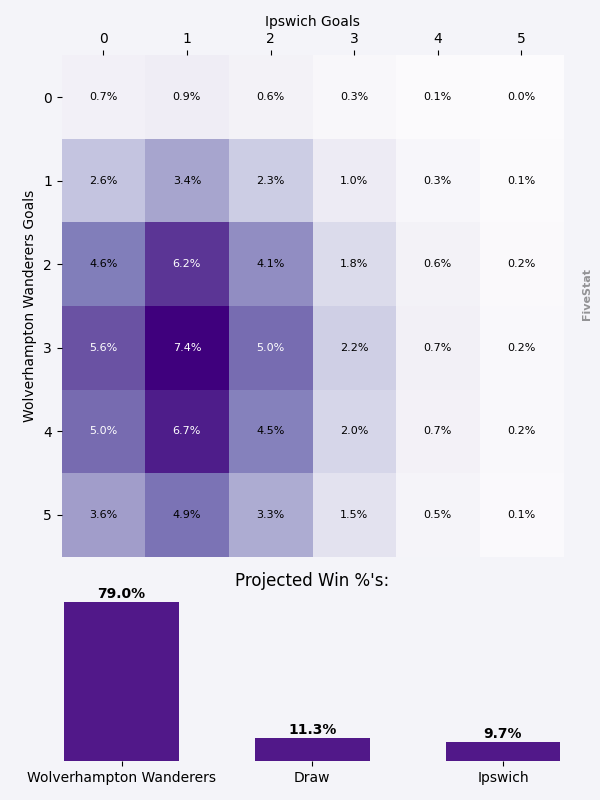 Ipswich Goals
0 1 2 3 4 5
Wolverhampton Wanderers Goals
0 0.7% 0.9% 0.6% 0.3% 0.1% 0.0%
1 2.6% 3.4% 2.3% 1.0% 0.3% 0.1%
2 4.6% 6.2% 4.1% 1.8% 0.6% 0.2%
3 5.6% 7.4% 5.0% 2.2% 0.7% 0.2%
4 5.0% 6.7% 4.5% 2.0% 0.7% 0.2%
5 3.6% 4.9% 3.3% 1.5% 0.5% 0.1%
FiveStat
Projected Win %'s:
79.0% 11.3% 9.7%
Wolverhampton Wanderers Draw Ipswich